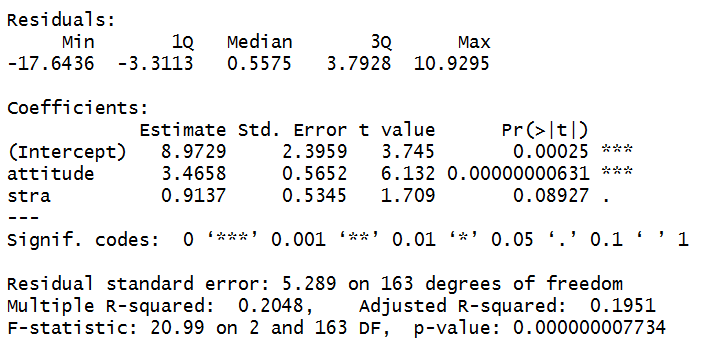 Residuals:
     Min       1Q   Median       3Q      Max
-17.6436  -3.3113   0.5575   3.7928  10.9295
Coefficients:
            Estimate Std. Error t value      Pr(>|t|)
(Intercept)   8.9729     2.3959   3.745       0.00025 ***
attitude      3.4658     0.5652   6.132 0.00000000631 ***
stra          0.9137     0.5345   1.709       0.08927 .
---
Signif. codes:  0 ‘***’ 0.001 ‘**’ 0.01 ‘*’ 0.05 ‘.’ 0.1 ‘ ’ 1
Residual standard error: 5.289 on 163 degrees of freedom
Multiple R-squared:  0.2048,    Adjusted R-squared:  0.1951
F-statistic: 20.99 on 2 and 163 DF,  p-value: 0.000000007734